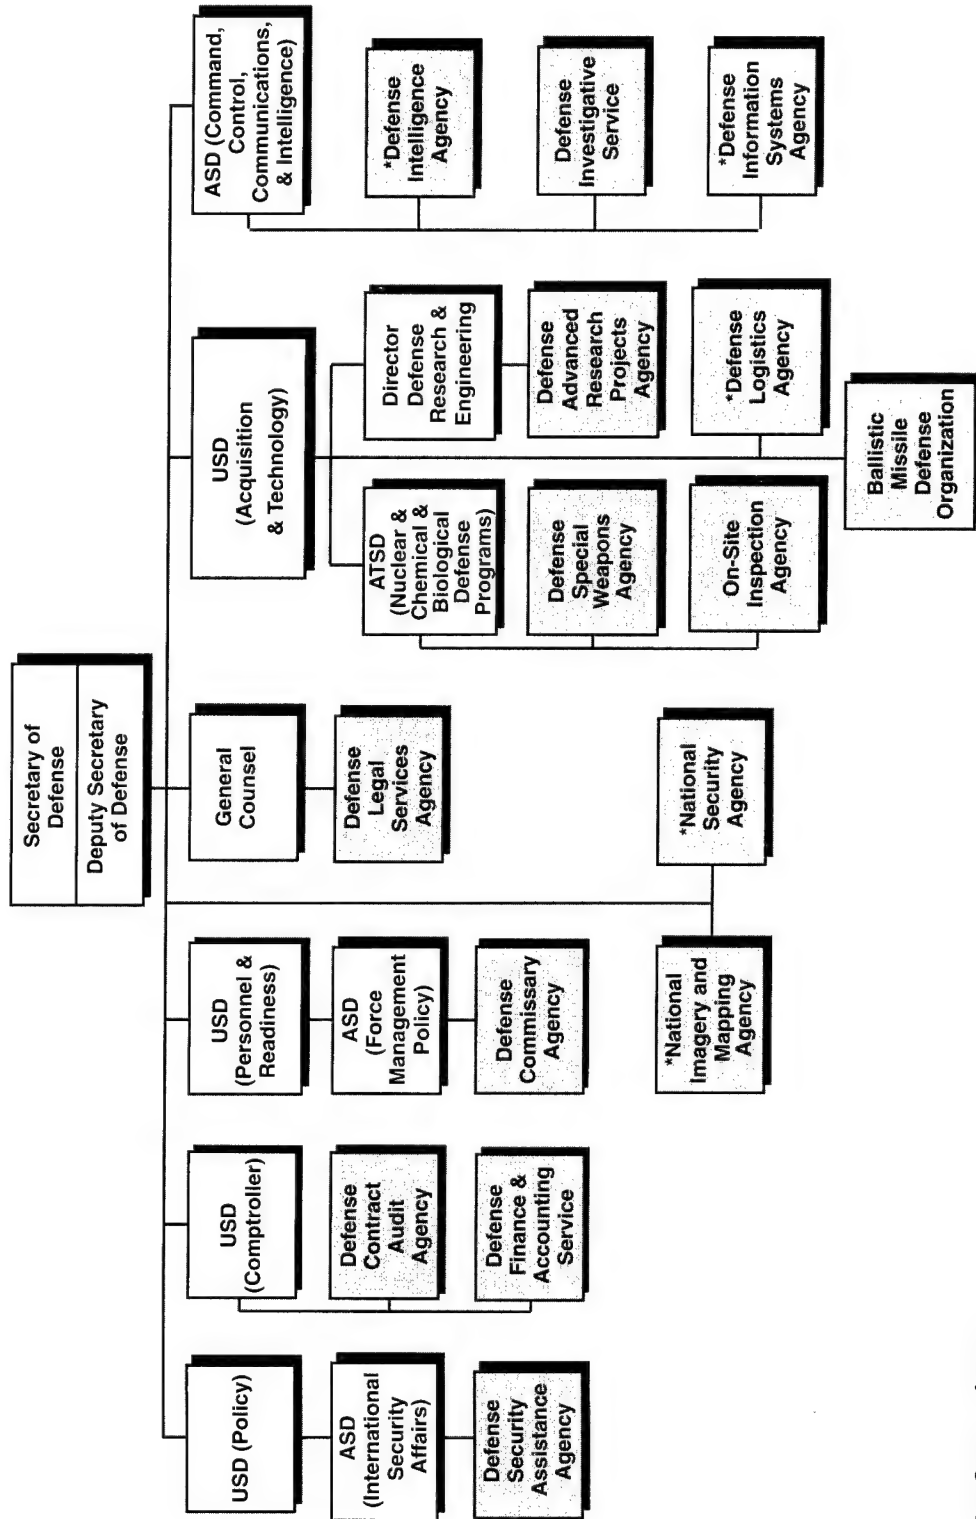 Secretary of
Defense
Deputy Secretary
of Defense
USD (Policy)
ASD
(International
Security
Affairs)
Defense
Security
Assistance
Agency
USD
(Comptroller)
Defense
Contract
Audit
Agency
Defense
Finance &
Accounting
Service
USD
(Personnel &
Readiness)
ASD
(Force
Management
Policy)
Defense
Commissary
Agency
*National
Imagery and
Mapping
Agency
*National
Security
Agency
General
Counsel
Defense
Legal
Services
Agency
USD
(Acquisition
& Technology)
ATSD
(Nuclear &
Chemical &
Biological
Defense
Programs)
Defense
Special
Weapons
Agency
On-Site
Inspection
Agency
Director
Defense
Research &
Engineering
Defense
Advanced
Research
Projects
Agency
*Defense
Logistics
Agency
Ballistic
Missile
Defense
Organization
ASD (Command,
Control,
Communications,
& Intelligence)
*Defense
Intelligence
Agency
Defense
Investigative
Service
*Defense
Information
Systems
Agency